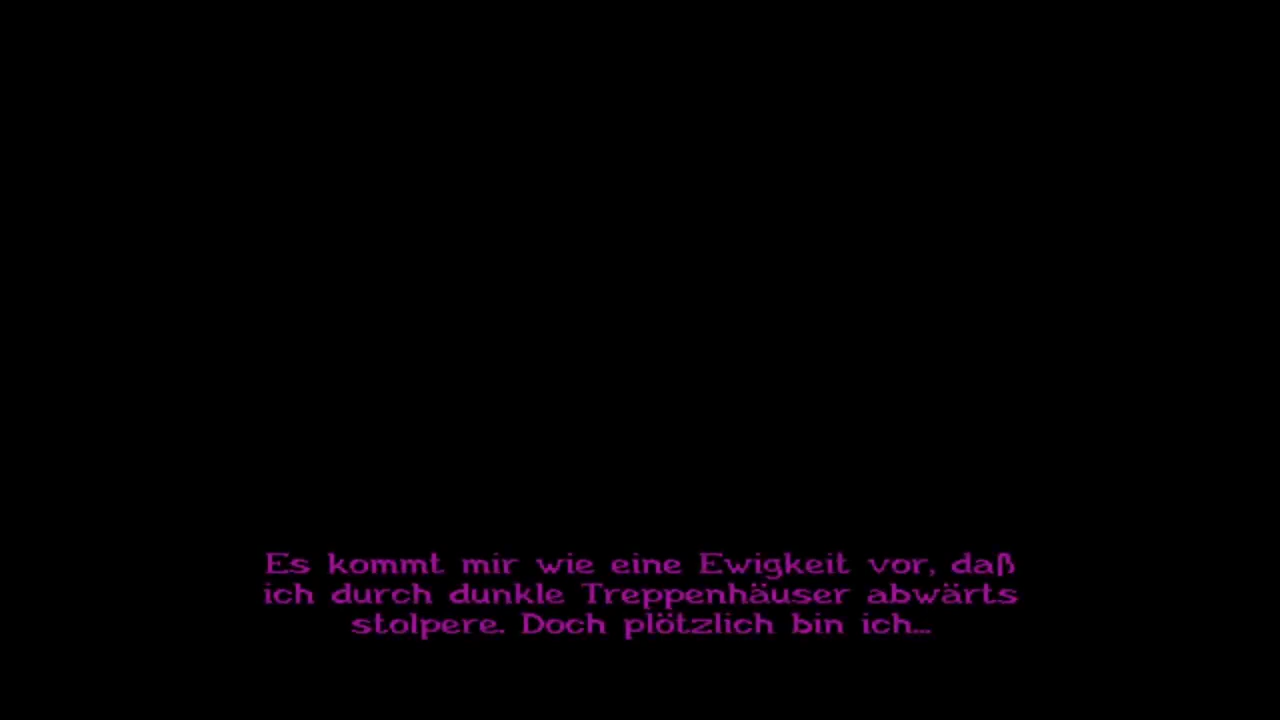 Es kommt mir wie eine Ewigkeit vor, daß
ich durch dunkle Treppenhäuser abwärts
stolpere. Doch plötzlich bin ich...